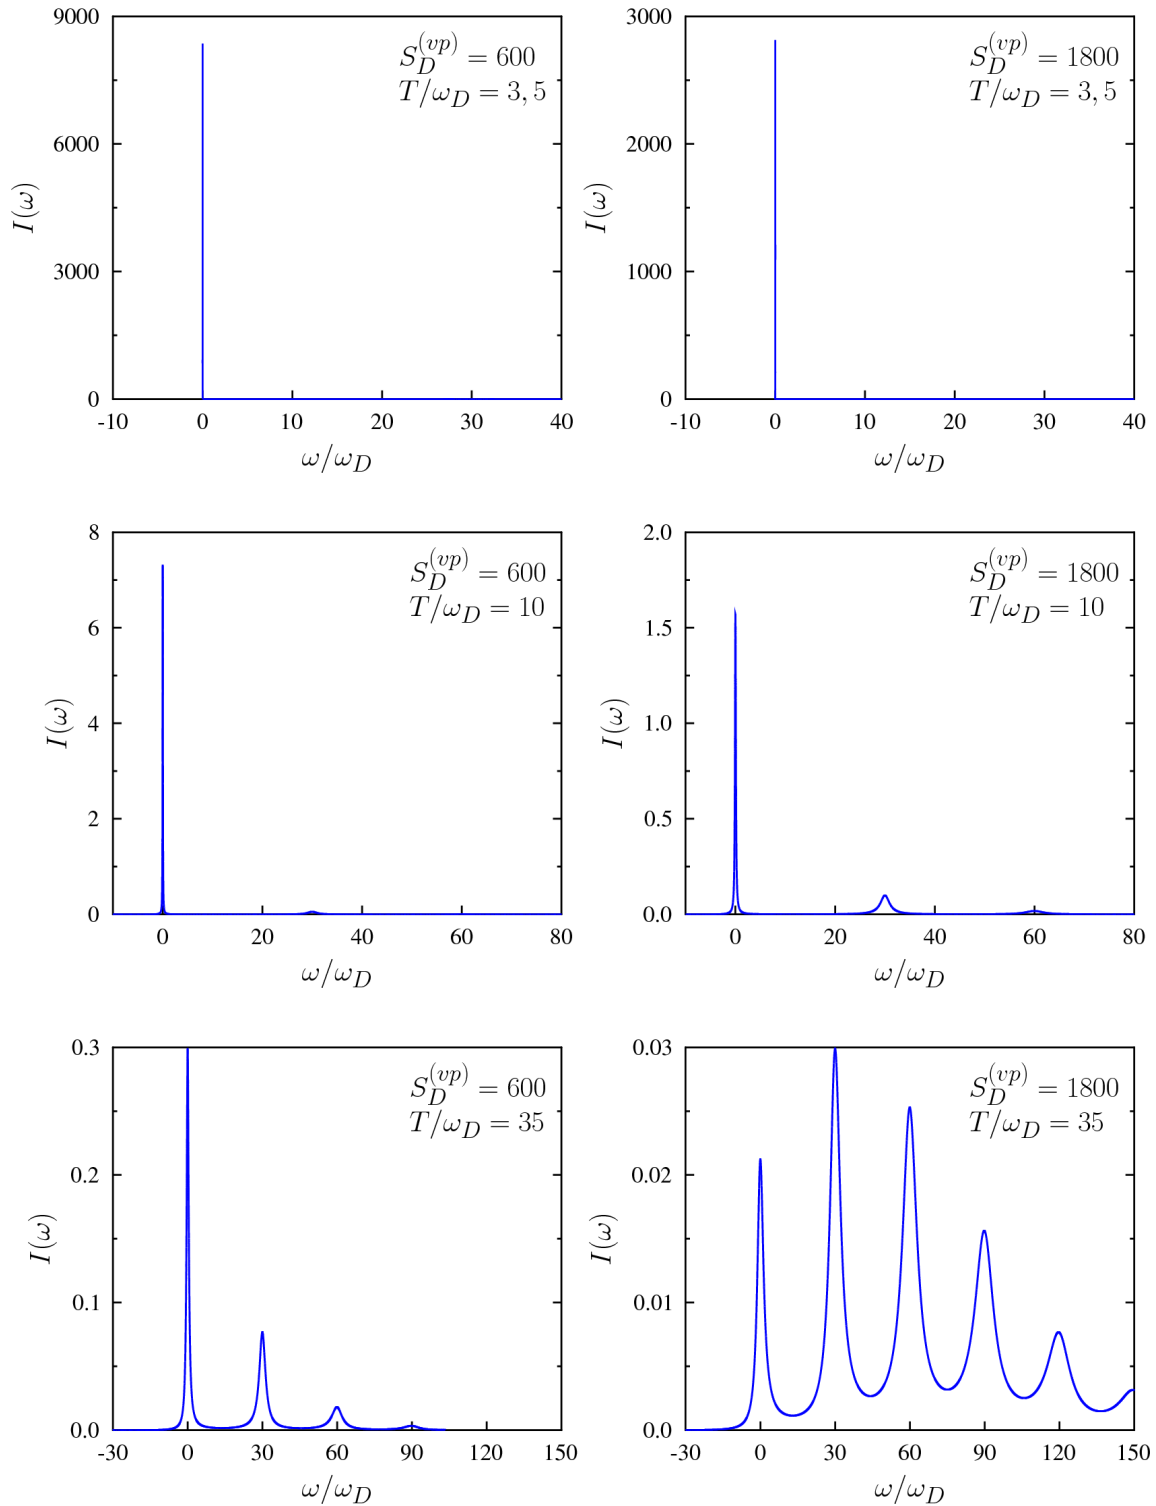 9000
6000
3000
0
I(ω)
S_D^{(vp)} = 600
T/ω_D = 3,5
-10 0 10 20 30 40
ω/ω_D
3000
2000
1000
0
I(ω)
S_D^{(vp)} = 1800
T/ω_D = 3,5
-10 0 10 20 30 40
ω/ω_D
8
6
4
2
0
I(ω)
S_D^{(vp)} = 600
T/ω_D = 10
0 20 40 60 80
ω/ω_D
2.0
1.5
1.0
0.5
0.0
I(ω)
S_D^{(vp)} = 1800
T/ω_D = 10
0 20 40 60 80
ω/ω_D
0.3
0.2
0.1
0.0
I(ω)
S_D^{(vp)} = 600
T/ω_D = 35
-30 0 30 60 90 120 150
ω/ω_D
0.03
0.02
0.01
0.0
I(ω)
S_D^{(vp)} = 1800
T/ω_D = 35
-30 0 30 60 90 120 150
ω/ω_D